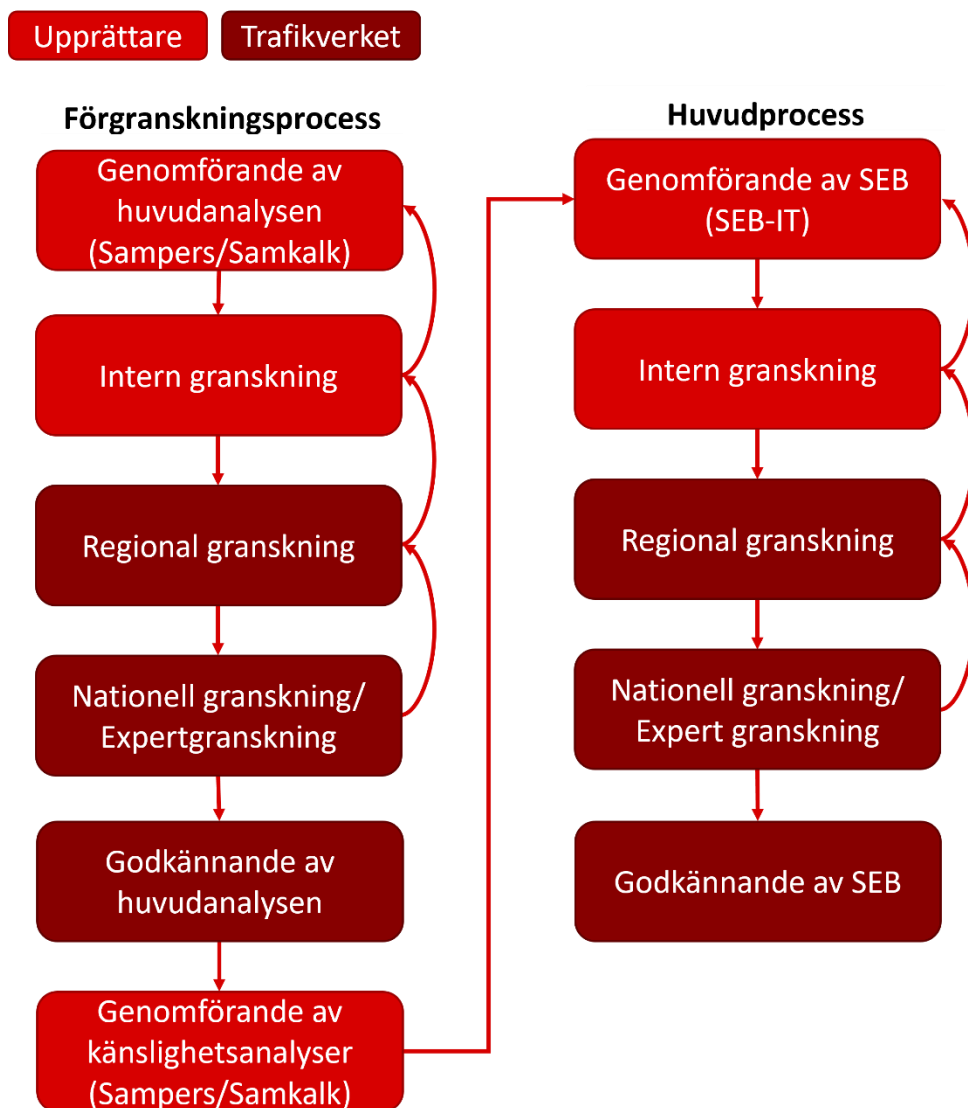 Upprättare
Trafikverket
Förgranskningsprocess
Genomförande av
huvudanalysen
(Sampers/Samkalk)
Intern granskning
Regional granskning
Nationell granskning/
Expertgranskning
Godkännande av
huvudanalysen
Genomförande av
känslighetsanalyser
(Sampers/Samkalk)
Huvudprocess
Genomförande av SEB
(SEB-IT)
Intern granskning
Regional granskning
Nationell granskning/
Expert granskning
Godkännande av SEB